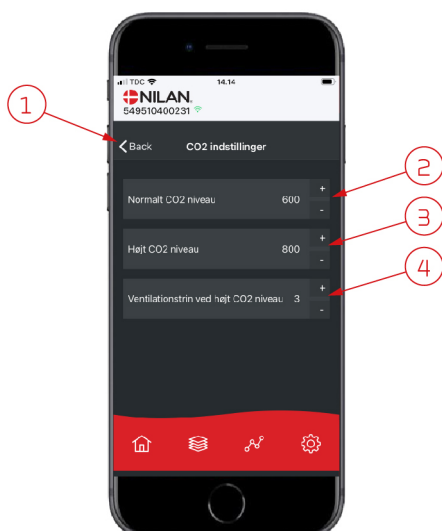 TDC
14.14
NILAN
549510400231
1
Back
CO2 indstillinger
2
Normalt CO2 niveau 600 + -
3
Højt CO2 niveau 800 + -
4
Ventilationstrin ved højt CO2 niveau 3 + -